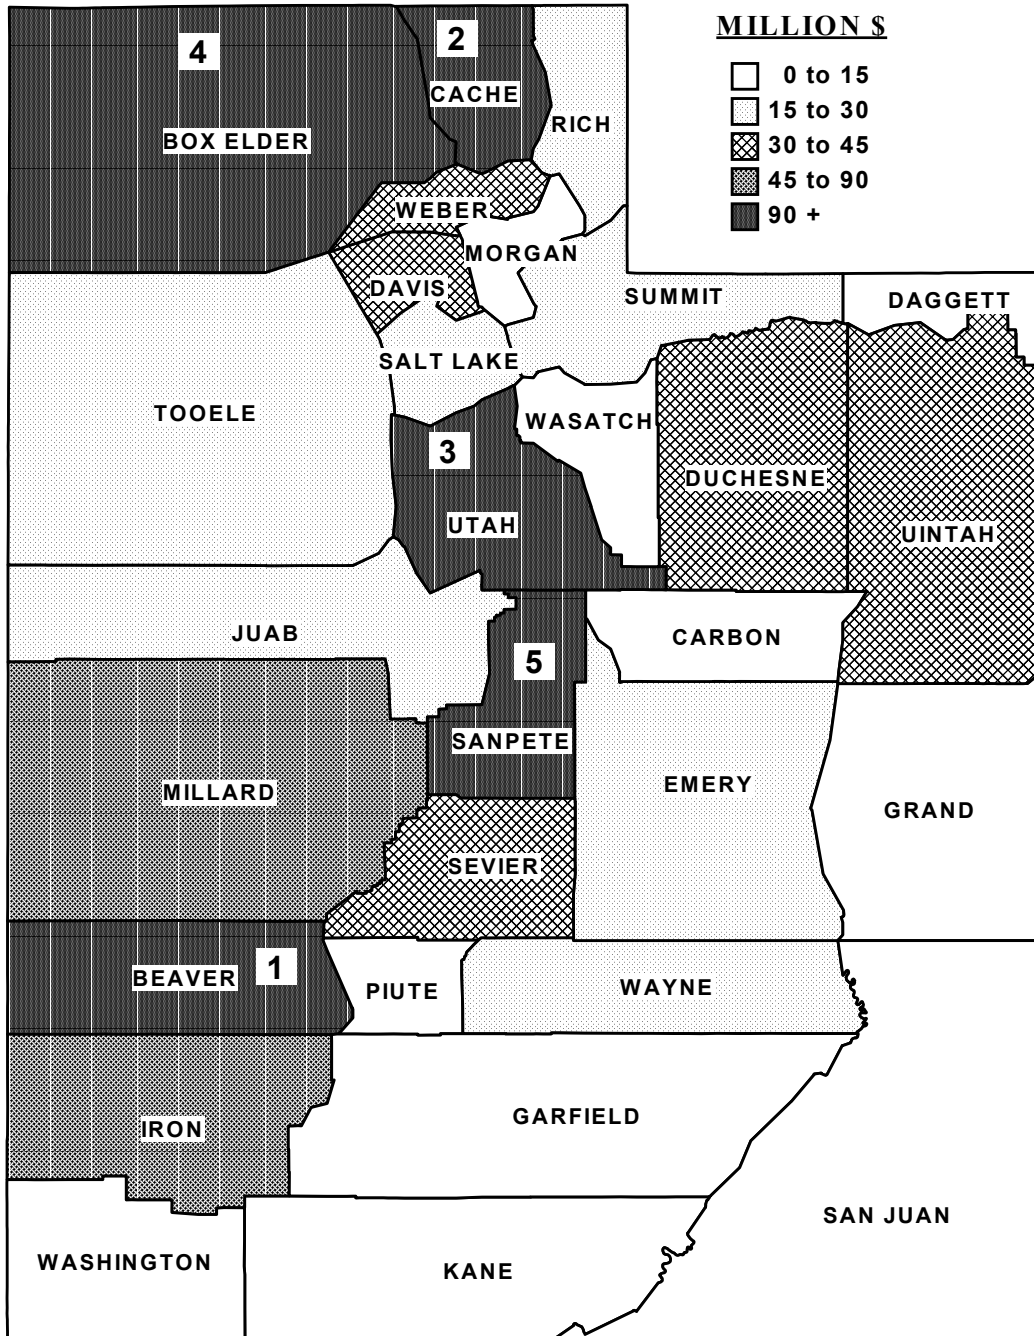 MILLION $
0 to 15
15 to 30
30 to 45
45 to 90
90 +
4
2
CACHE
RICH
BOX ELDER
WEBER
MORGAN
DAVIS
SUMMIT
DAGGETT
SALT LAKE
TOOELE
WASATCH
3
DUCHESNE
UTAH
UINTAH
JUAB
CARBON
5
SANPETE
EMERY
MILLARD
GRAND
SEVIER
1
BEAVER
PIUTE
WAYNE
GARFIELD
IRON
SAN JUAN
WASHINGTON
KANE